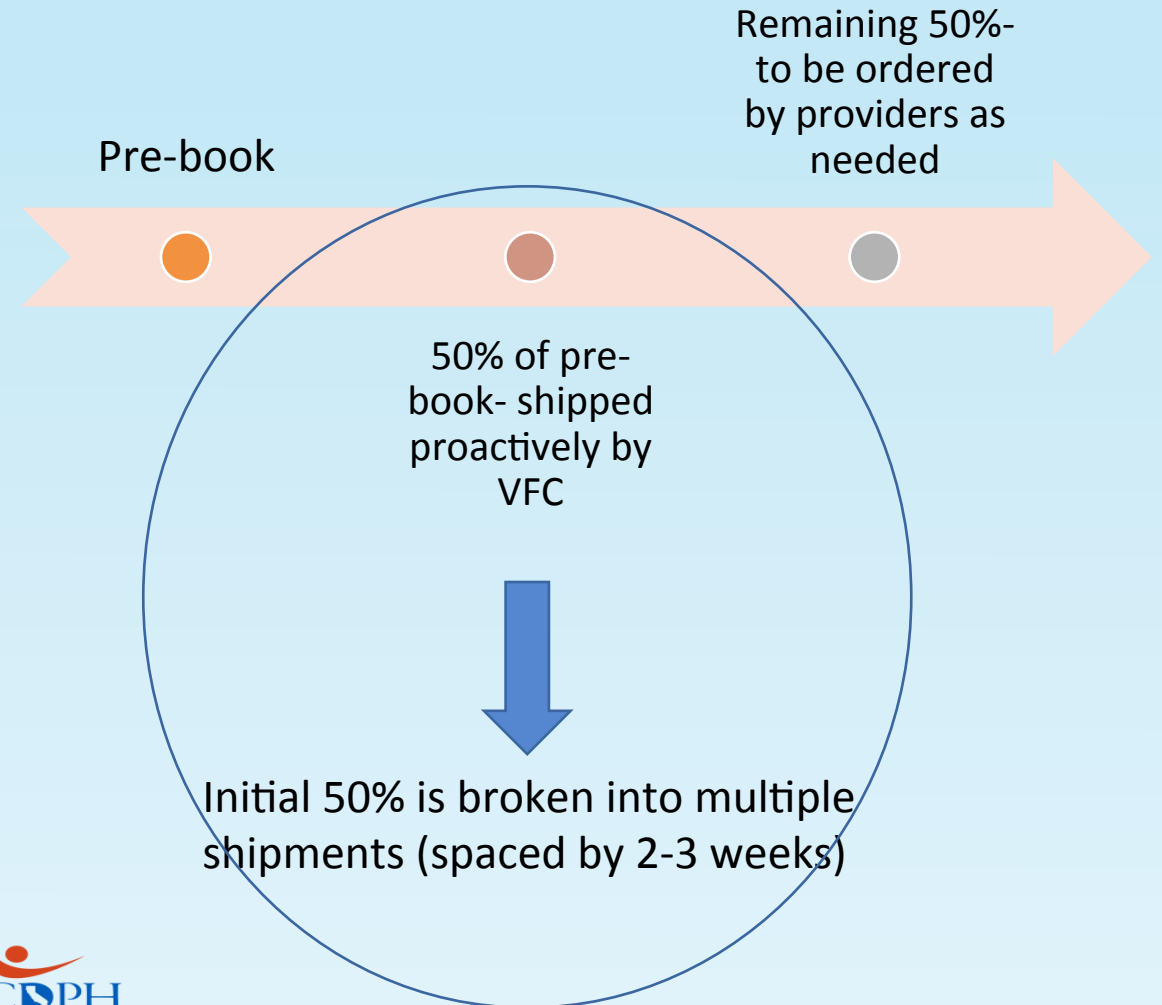 Remaining 50%-
to be ordered
by providers as
needed
Pre-book
50% of pre-
book- shipped
proactively by
VFC
Initial 50% is broken into multiple
shipments (spaced by 2-3 weeks)
CDPH